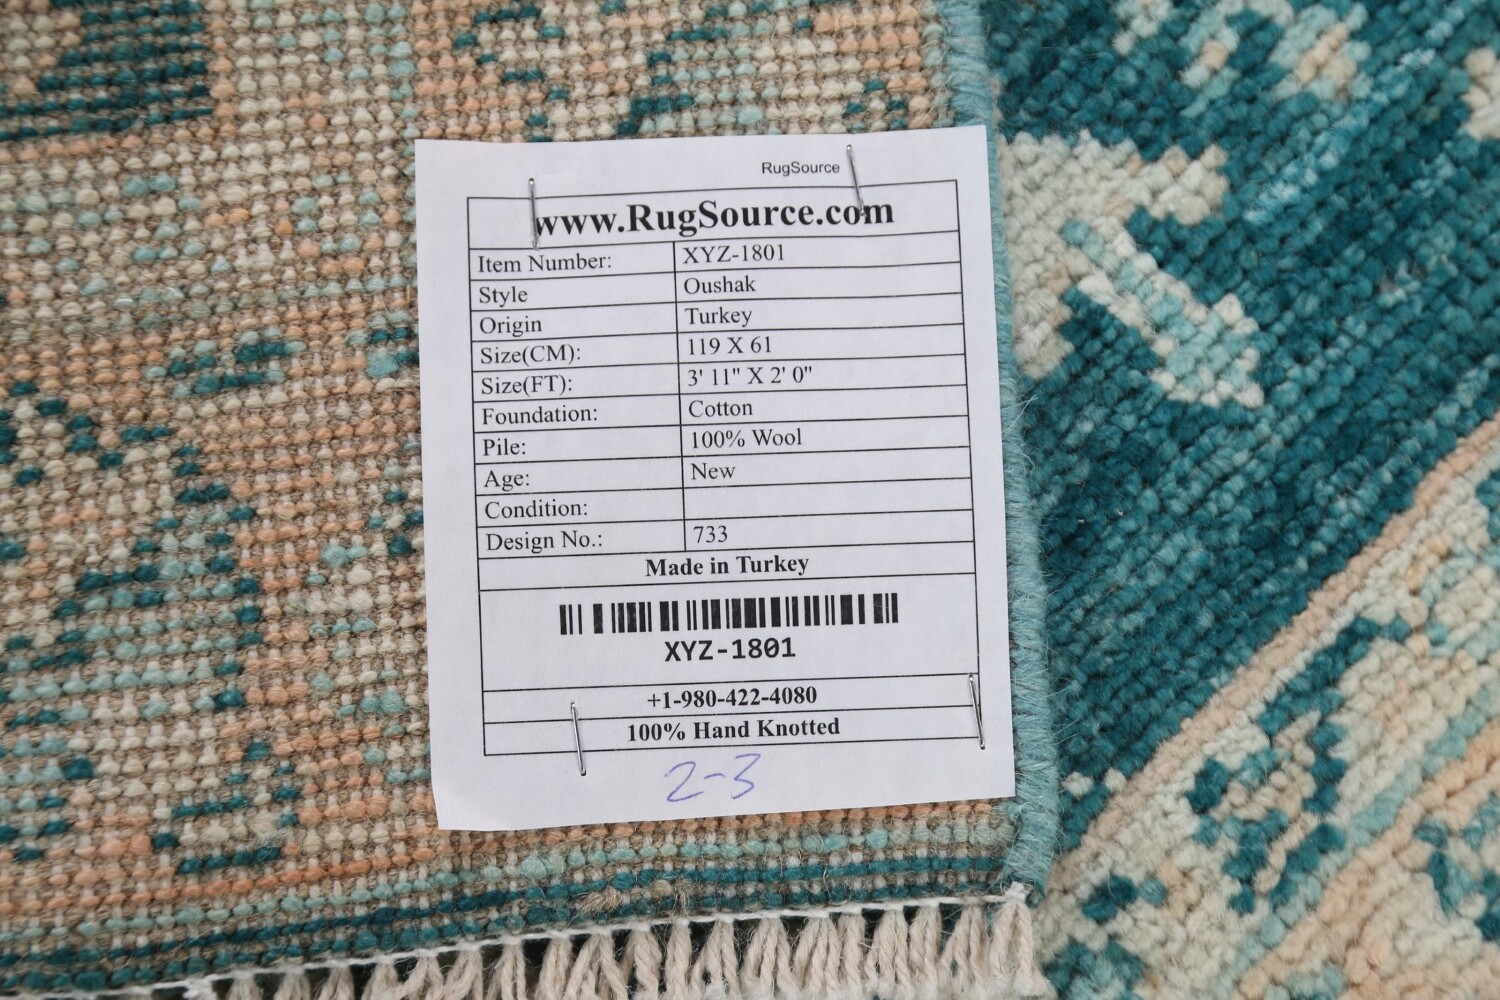 RugSource
www.RugSource.com
Item Number: XYZ-1801
Style Oushak
Origin Turkey
Size(CM): 119 X 61
Size(FT): 3' 11" X 2' 0"
Foundation: Cotton
Pile: 100% Wool
Age: New
Condition:
Design No.: 733
Made in Turkey
XYZ-1801
+1-980-422-4080
100% Hand Knotted
2-3